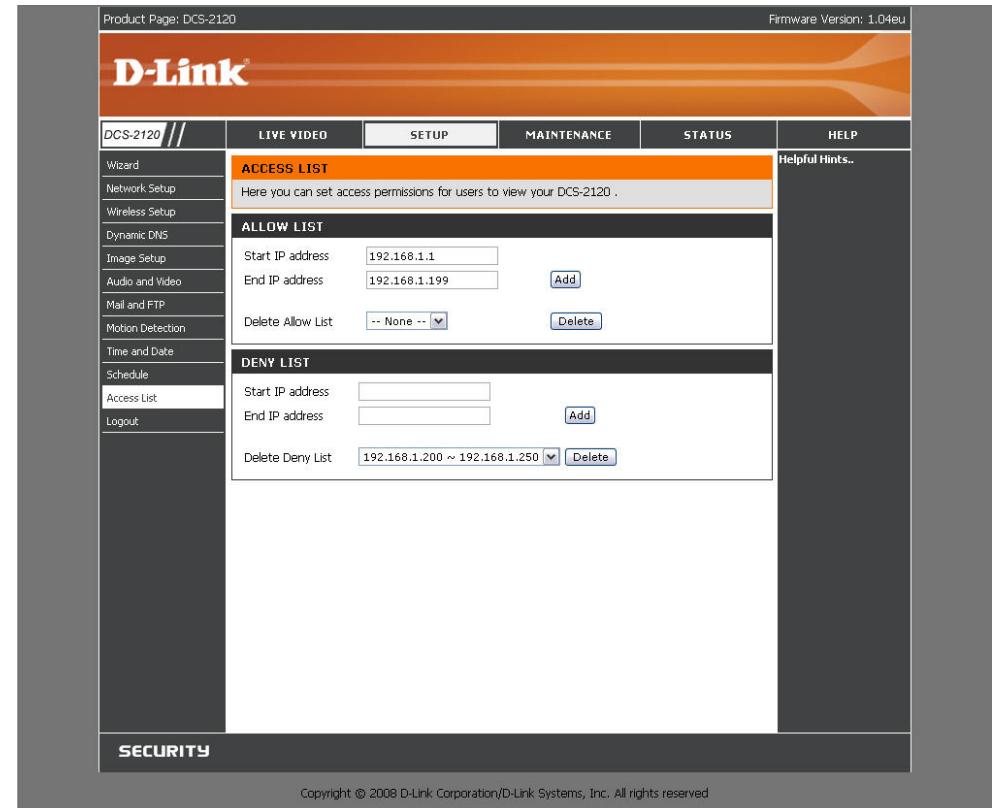 Product Page: DCS-2120 Firmware Version: 1.04eu
D-Link®
DCS-2120 LIVE VIDEO SETUP MAINTENANCE STATUS HELP
Wizard
Network Setup
Wireless Setup
Dynamic DNS
Image Setup
Audio and Video
Mail and FTP
Motion Detection
Time and Date
Schedule
Access List
Logout
ACCESS LIST
Here you can set access permissions for users to view your DCS-2120 .
ALLOW LIST
Start IP address 192.168.1.1
End IP address 192.168.1.199 Add
Delete Allow List -- None -- Delete
DENY LIST
Start IP address
End IP address Add
Delete Deny List 192.168.1.200 ~ 192.168.1.250 Delete
Helpful Hints..
SECURITY
Copyright © 2008 D-Link Corporation/D-Link Systems, Inc. All rights reserved